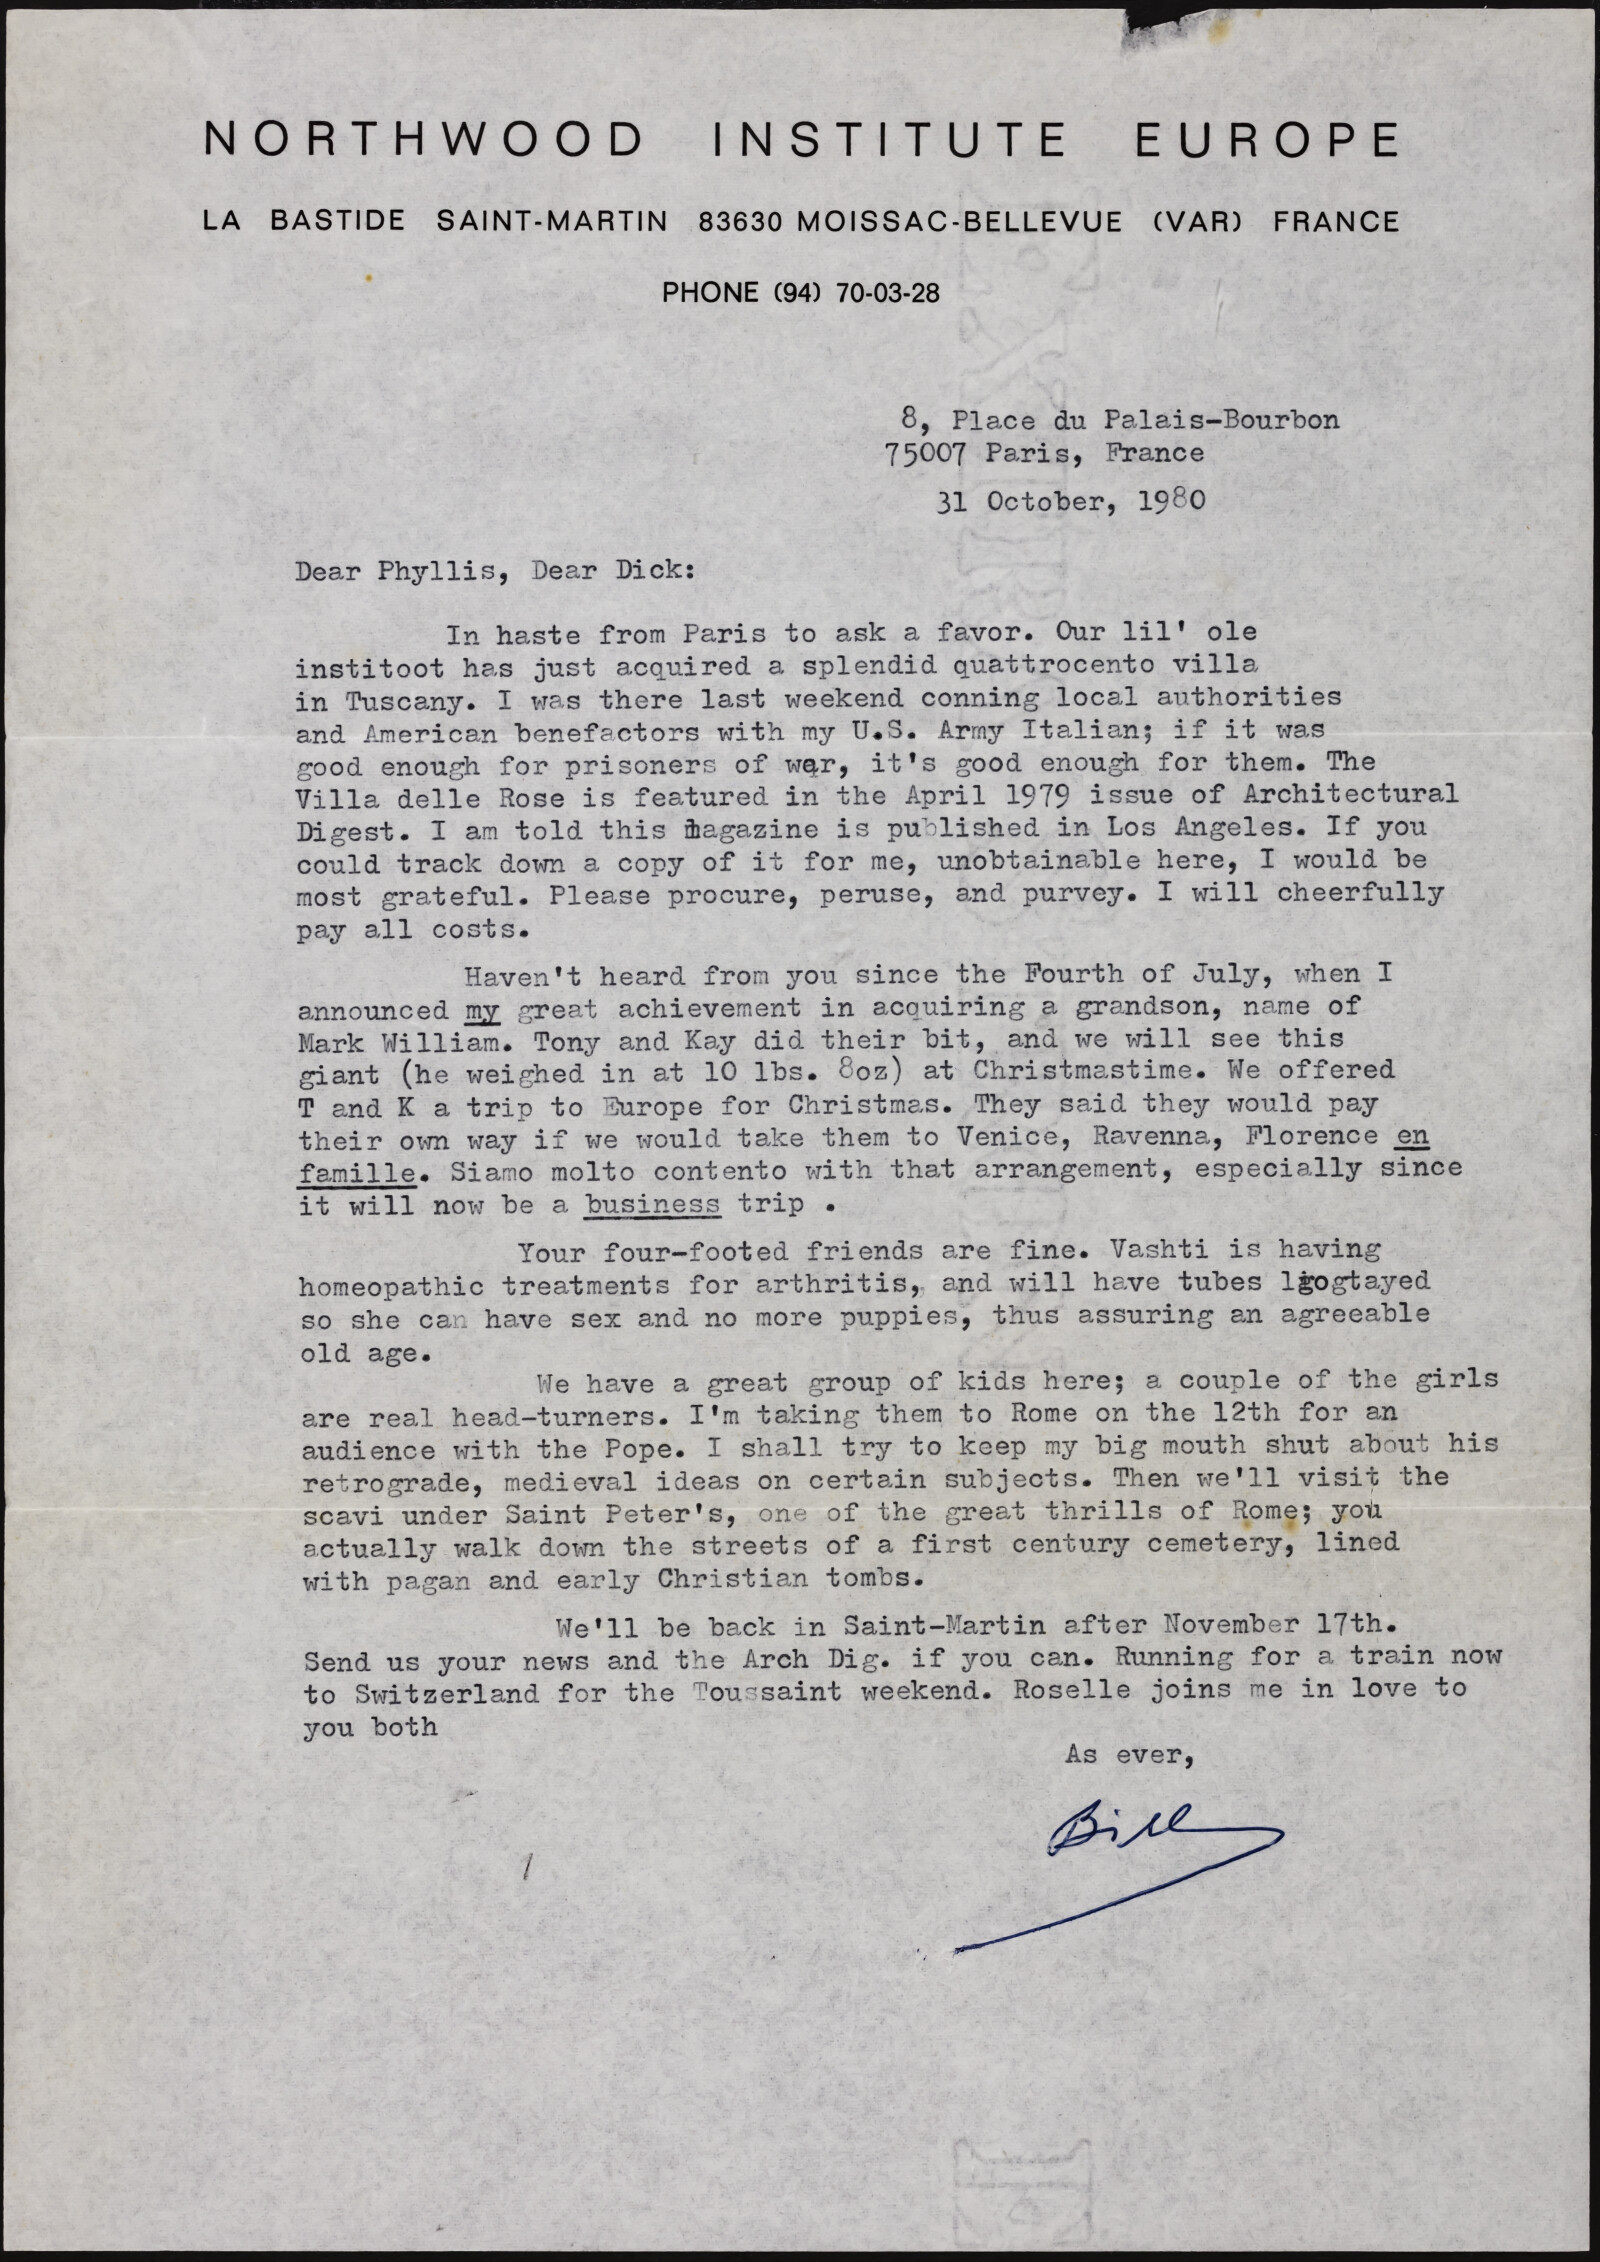 NORTHWOOD INSTITUTE EUROPE
LA BASTIDE SAINT-MARTIN 83630 MOISSAC-BELLEVUE (VAR) FRANCE
PHONE (94) 70-03-28
8, Place du Palais-Bourbon
75007 Paris, France
31 October, 1980
Dear Phyllis, Dear Dick:
In haste from Paris to ask a favor. Our lil' ole
institoot has just acquired a splendid quattrocento villa
in Tuscany. I was there last weekend conning local authorities
and American benefactors with my U.S. Army Italian; if it was
good enough for prisoners of war, it's good enough for them. The
Villa delle Rose is featured in the April 1979 issue of Architectural
Digest. I am told this magazine is published in Los Angeles. If you
could track down a copy of it for me, unobtainable here, I would be
most grateful. Please procure, peruse, and purvey. I will cheerfully
pay all costs.
Haven't heard from you since the Fourth of July, when I
announced my great achievement in acquiring a grandson, name of
Mark William. Tony and Kay did their bit, and we will see this
giant (he weighed in at 10 lbs. 8oz) at Christmastime. We offered
T and K a trip to Europe for Christmas. They said they would pay
their own way if we would take them to Venice, Ravenna, Florence en
famille. Siamo molto contento with that arrangement, especially since
it will now be a business trip .
Your four-footed friends are fine. Vashti is having
homeopathic treatments for arthritis, and will have tubes
so she can have sex and no more puppies, thus assuring an agreeable
old age.
We have a great group of kids here; a couple of the girls
are real head-turners. I'm taking them to Rome on the 12th for an
audience with the Pope. I shall try to keep my big mouth shut about his
retrograde, medieval ideas on certain subjects. Then we'll visit the
scavi under Saint Peter's, one of the great thrills of Rome; you
actually walk down the streets of a first century cemetery, lined
with pagan and early Christian tombs.
We'll be back in Saint-Martin after November 17th.
Send us your news and the Arch Dig. if you can. Running for a train now
to Switzerland for the Toussaint weekend. Roselle joins me in love to
you both
As ever,
Bill